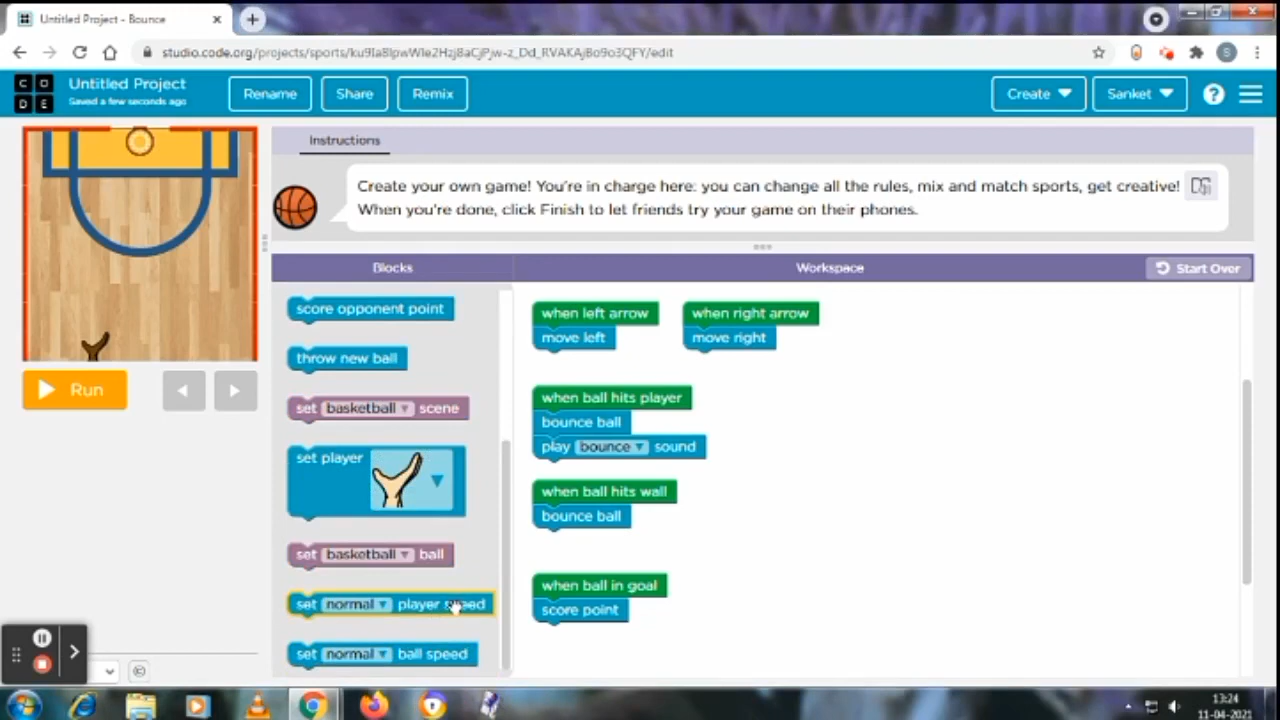 Untitled Project - Bounce
studio.code.org/projects/sports/
S
C O
D E
Untitled Project
Saved a few seconds ago
Rename
Share
Remix
Create
Sanket
?
Instructions
Create your own game! You're in charge here: you can change all the rules, mix and match sports, get creative!
When you're done, click Finish to let friends try your game on their phones.
Blocks
Workspace
Start Over
Run
score opponent point
throw new ball
set basketball scene
set player
set basketball ball
set normal player speed
set normal ball speed
when left arrow
move left
when right arrow
move right
when ball hits player
bounce ball
play bounce sound
when ball hits wall
bounce ball
when ball in goal
score point
©
13:24
11-04-2021